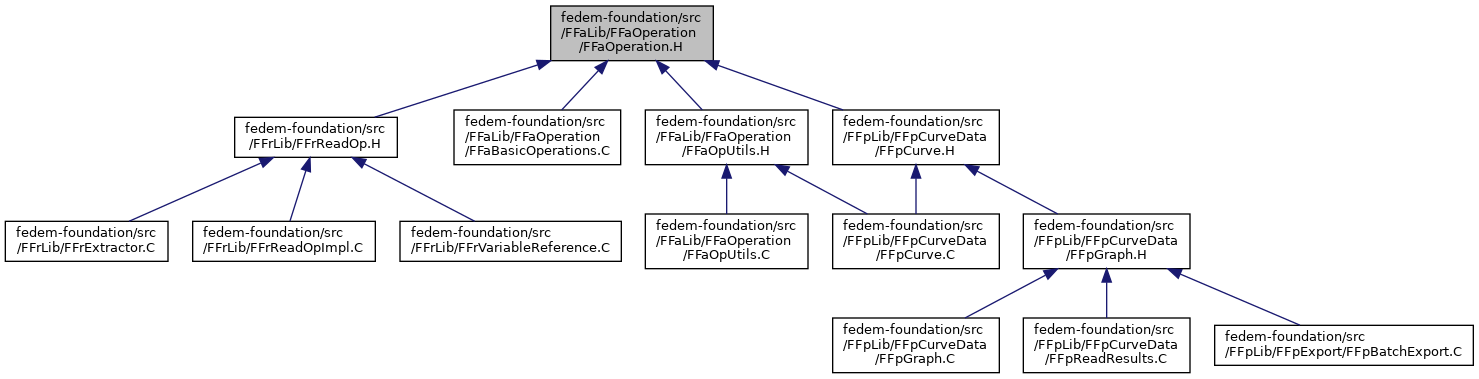 fedem-foundation/src
/FFaLib/FFaOperation
/FFaOperation.H
fedem-foundation/src
/FFrLib/FFrReadOp.H
fedem-foundation/src
/FFaLib/FFaOperation
/FFaBasicOperations.C
fedem-foundation/src
/FFaLib/FFaOperation
/FFaOpUtils.H
fedem-foundation/src
/FFpLib/FFpCurveData
/FFpCurve.H
fedem-foundation/src
/FFrLib/FFrExtractor.C
fedem-foundation/src
/FFrLib/FFrReadOpImpl.C
fedem-foundation/src
/FFrLib/FFrVariableReference.C
fedem-foundation/src
/FFaLib/FFaOperation
/FFaOpUtils.C
fedem-foundation/src
/FFpLib/FFpCurveData
/FFpCurve.C
fedem-foundation/src
/FFpLib/FFpCurveData
/FFpGraph.H
fedem-foundation/src
/FFpLib/FFpCurveData
/FFpGraph.C
fedem-foundation/src
/FFpLib/FFpCurveData
/FFpReadResults.C
fedem-foundation/src
/FFpLib/FFpExport/FFpBatchExport.C